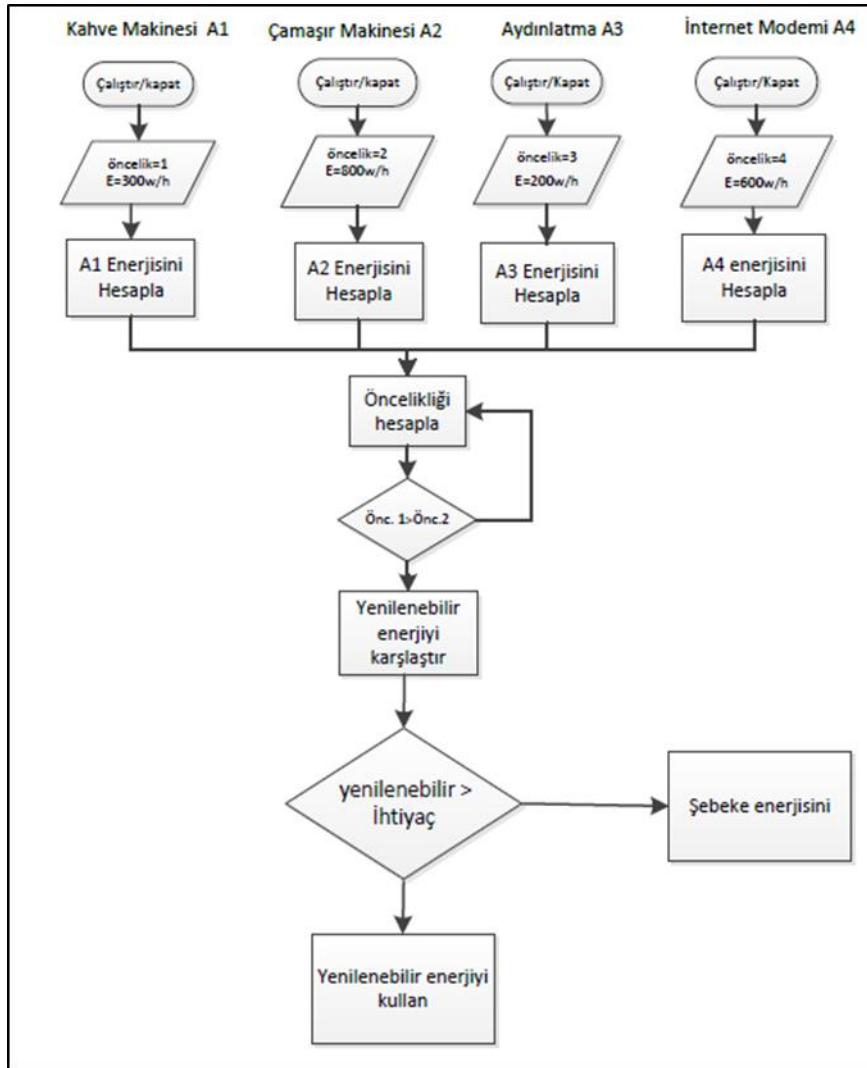 Kahve Makinesi A1
Çamaşır Makinesi A2
Aydınlatma A3
İnternet Modemi A4
Çalıştır/kapat
Çalıştır/kapat
Çalıştır/Kapat
Çalıştır/Kapat
öncelik=1
E=300w/h
öncelik=2
E=800w/h
öncelik=3
E=200w/h
öncelik=4
E=600w/h
A1 Enerjisini
Hesapla
A2 Enerjisini
Hesapla
A3 Enerjisini
Hesapla
A4 enerjisini
Hesapla
Öncelikliği
hesapla
Önc. 1>Önc.2
Yenilenebilir
enerjiyi
karşlaştır
yenilenebilir >
İhtiyaç
Şebeke enerjisini
Yenilenebilir enerjiyi
kullan